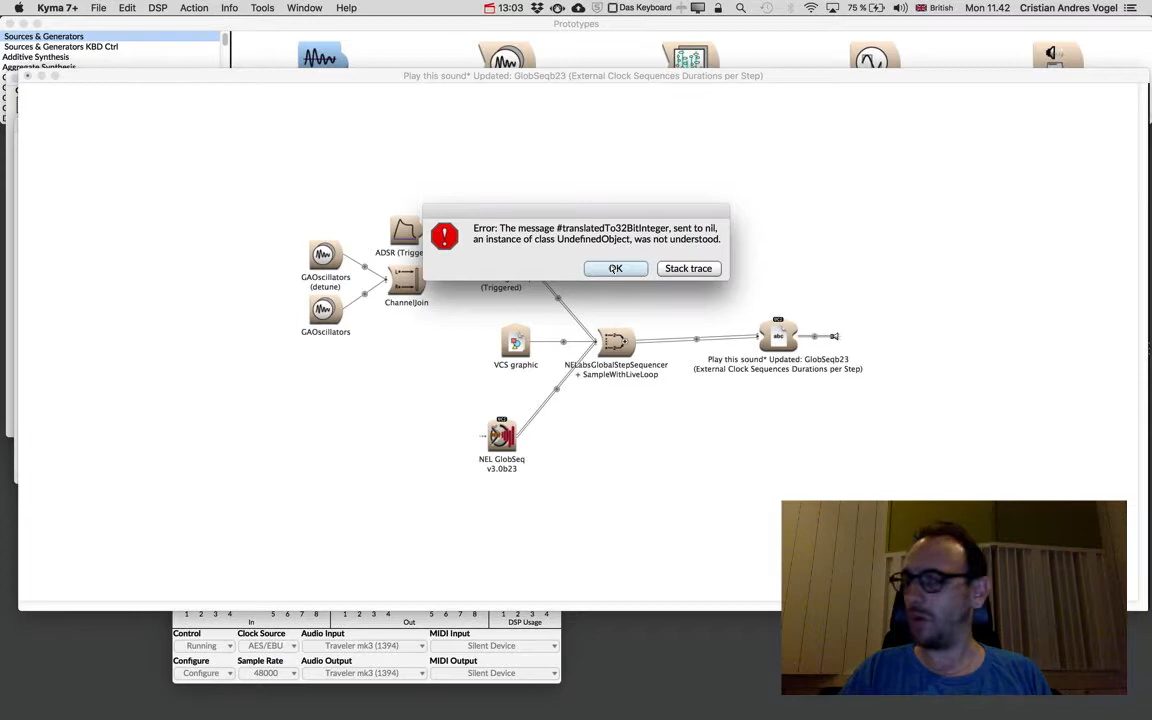 Kyma 7+ File Edit DSP Action Info Tools Window Help 13:03 Das Keyboard 75 % British Mon 11.42 Cristian Andres Vogel
Prototypes
Sources & Generators
Sources & Generators KBD Ctrl
Additive Synthesis
Aggregate Synthesis
Play this sound* Updated: GlobSeqb23 (External Clock Sequences Durations per Step)
Error: The message #translatedTo32BitInteger, sent to nil,
an instance of class UndefinedObject, was not understood.
OK Stack trace
ADSR (Trigge
GAOscillators
(detune)
(Triggered)
ChannelJoin
GAOscillators
VCS graphic
NELabsGlobalStepSequencer
+ SampleWithLiveLoop
abc
Play this sound* Updated: GlobSeqb23
(External Clock Sequences Durations per Step)
NEL GlobSeq
v3.0b23
1 2 3 4 5 6 7 8 1 2 3 4 5 6 7 8 1 2 3 4
In Out DSP Usage
Control Clock Source Audio Input MIDI Input
Running AES/EBU Traveler mk3 (1394) Silent Device
Configure Sample Rate Audio Output MIDI Output
Configure 48000 Traveler mk3 (1394) Silent Device